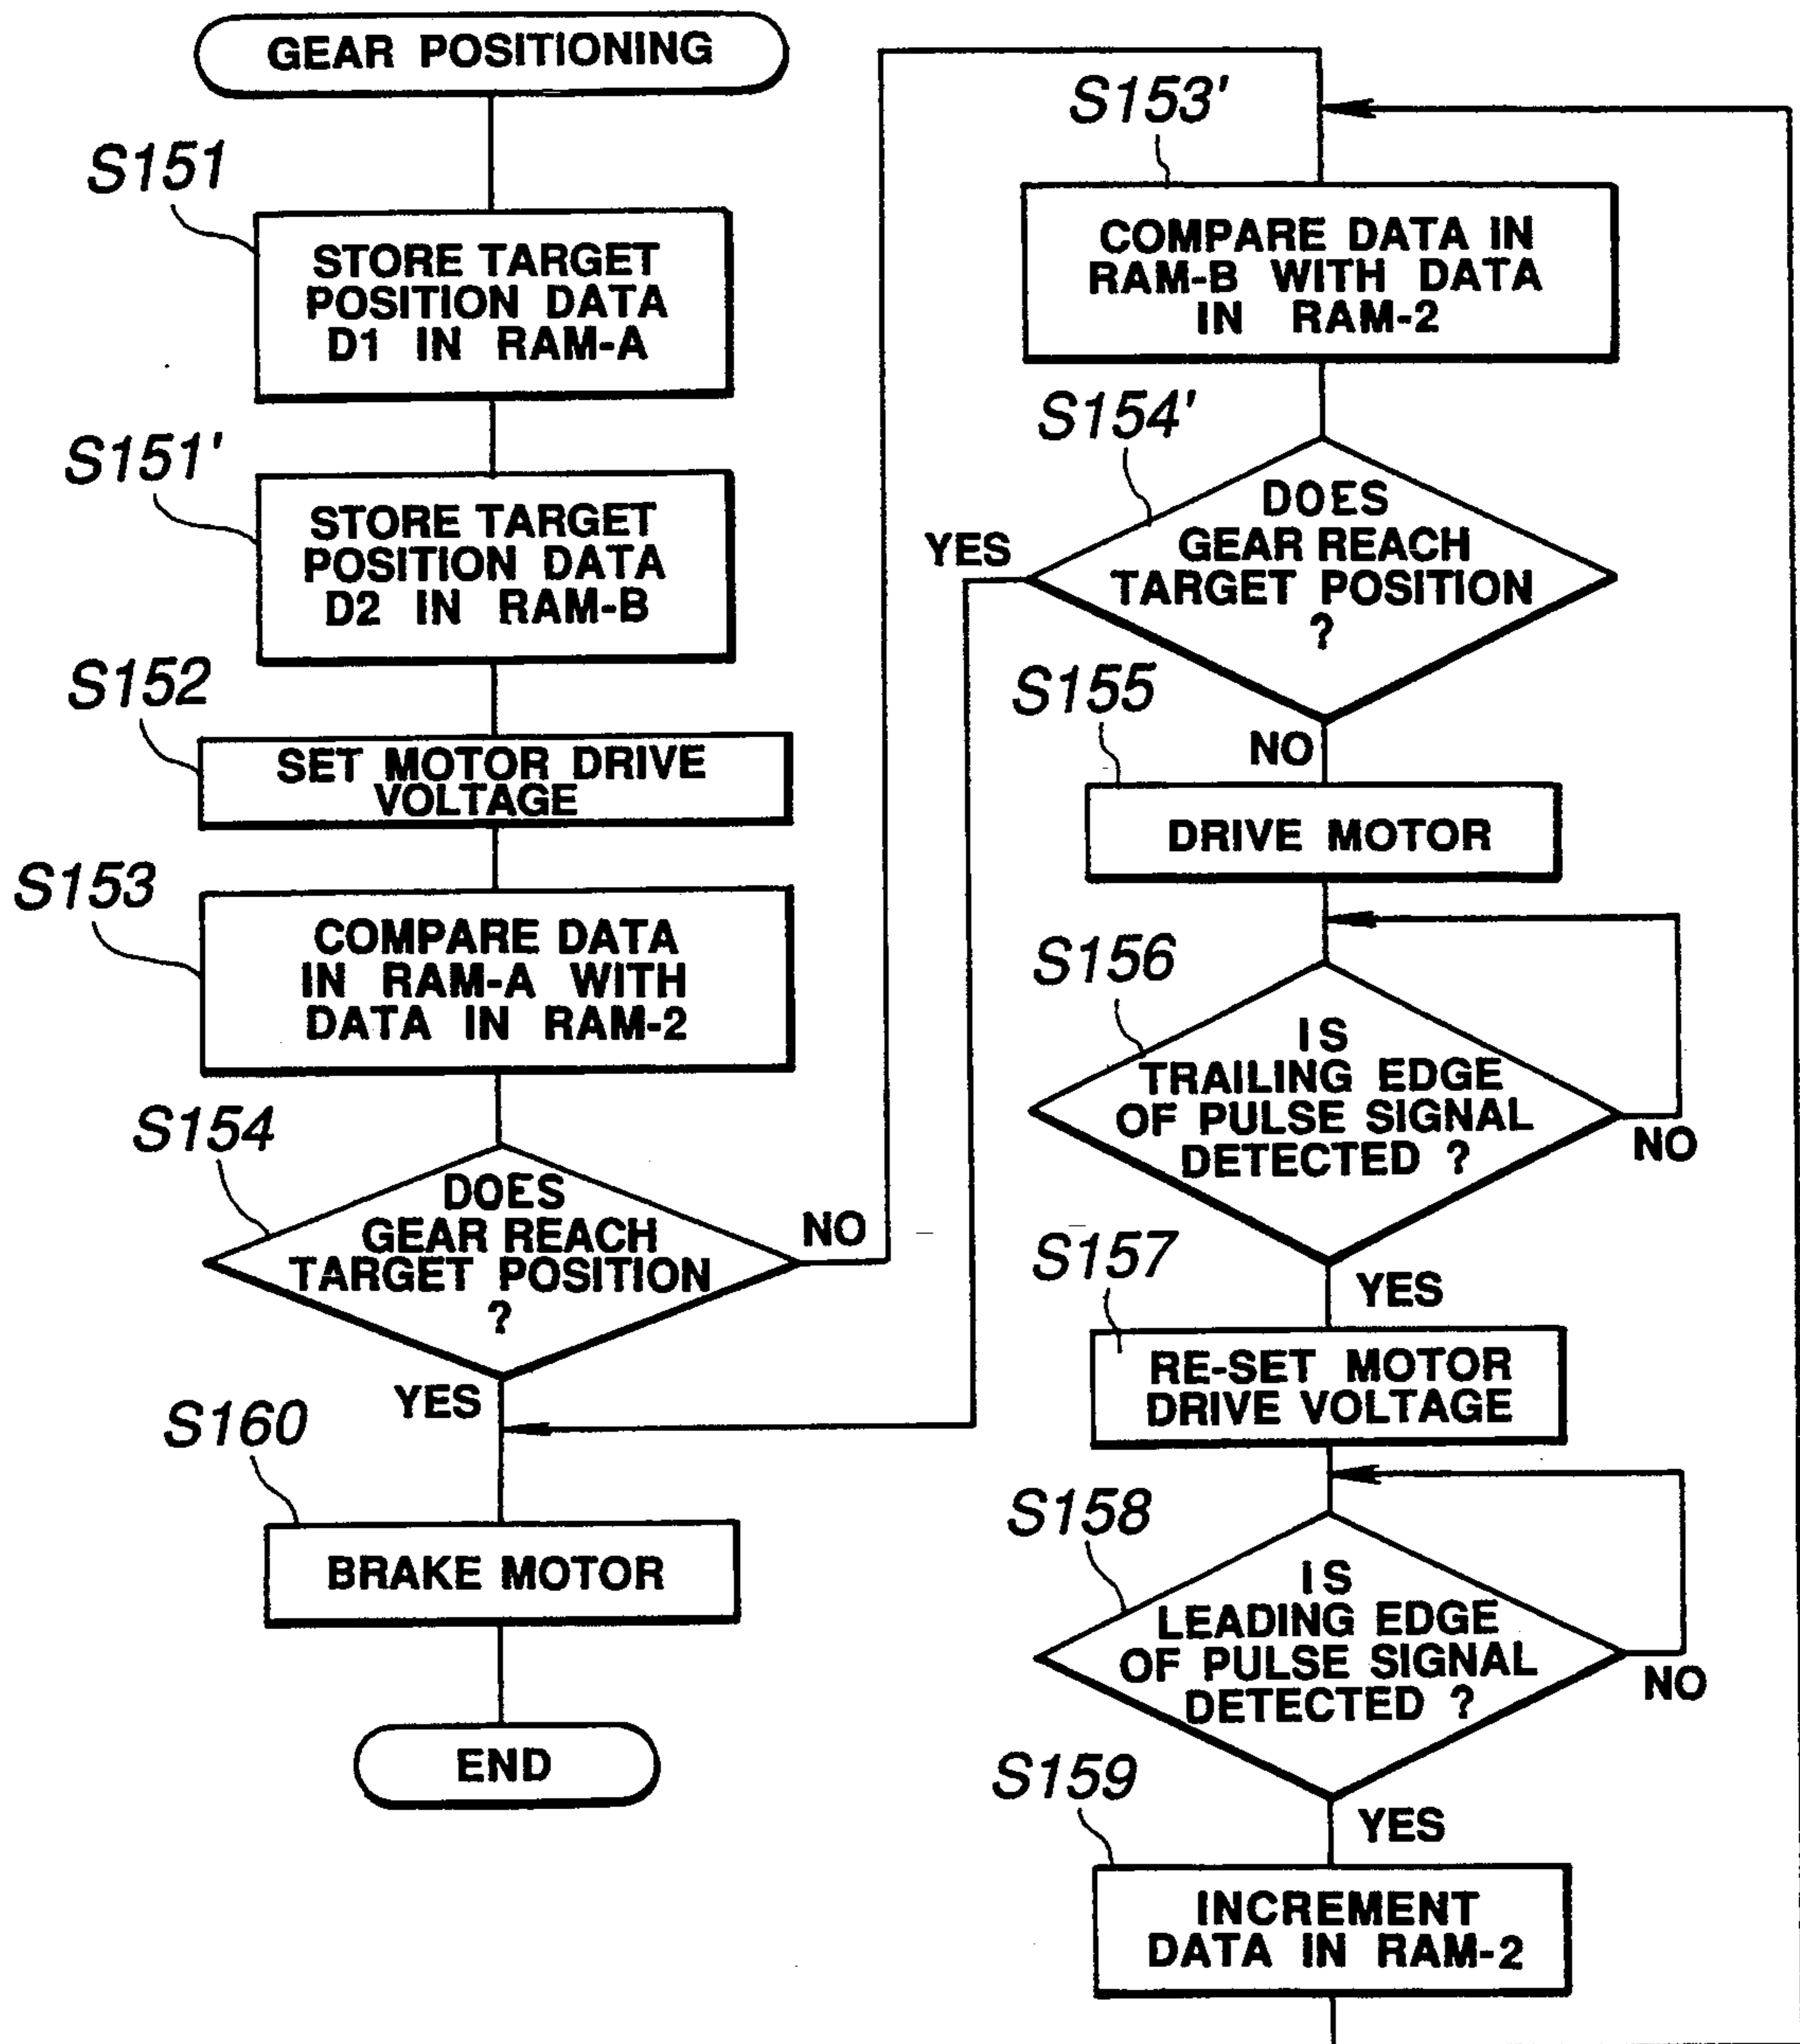 GEAR POSITIONING
S151
STORE TARGET
POSITION DATA
D1 IN RAM-A
S151'
STORE TARGET
POSITION DATA
D2 IN RAM-B
S152
SET MOTOR DRIVE
VOLTAGE
S153
COMPARE DATA
IN RAM-A WITH
DATA IN RAM-2
S154
DOES
GEAR REACH
TARGET POSITION
?
NO
YES
S160
BRAKE MOTOR
END
S153'
COMPARE DATA IN
RAM-B WITH DATA
IN RAM-2
S154'
DOES
GEAR REACH
TARGET POSITION
?
YES
NO
S155
DRIVE MOTOR
S156
IS
TRAILING EDGE
OF PULSE SIGNAL
DETECTED ?
NO
YES
S157
RE-SET MOTOR
DRIVE VOLTAGE
S158
IS
LEADING EDGE
OF PULSE SIGNAL
DETECTED ?
NO
YES
S159
INCREMENT
DATA IN RAM-2